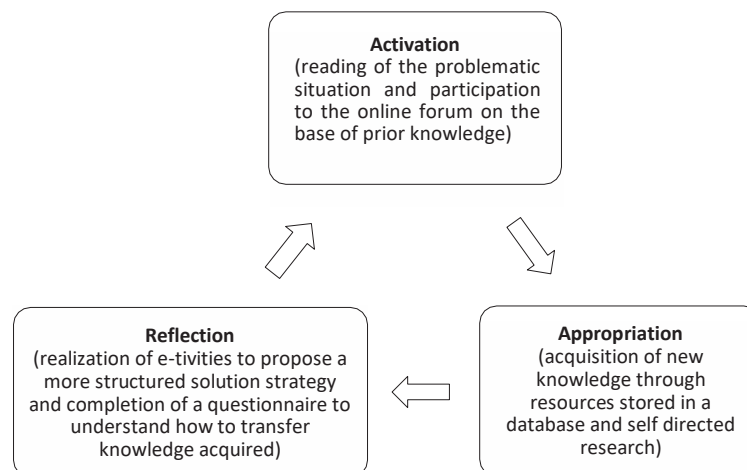 Activation
(reading of the problematic
situation and participation
to the online forum on the
base of prior knowledge)
Reflection
(realization of e-tivities to propose a
more structured solution strategy
and completion of a questionnaire to
understand how to transfer
knowledge acquired)
Appropriation
(acquisition of new
knowledge through
resources stored in a
database and self directed
research)